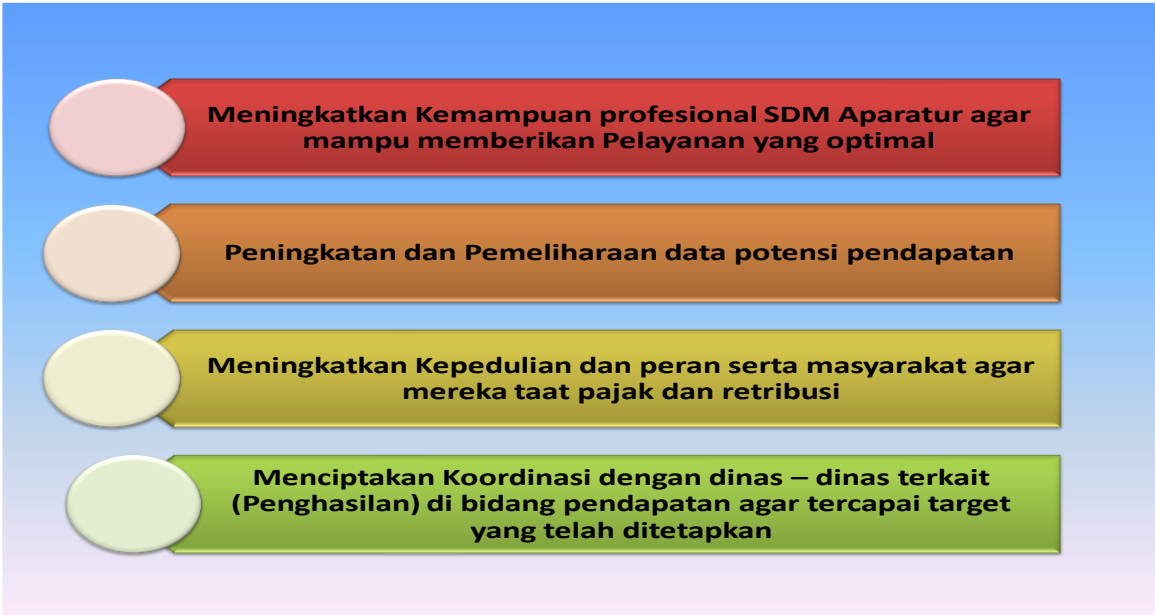 Meningkatkan Kemampuan profesional SDM Aparatur agar
mampu memberikan Pelayanan yang optimal
Peningkatan dan Pemeliharaan data potensi pendapatan
Meningkatkan Kepedulian dan peran serta masyarakat agar
mereka taat pajak dan retribusi
Menciptakan Koordinasi dengan dinas – dinas terkait
(Penghasilan) di bidang pendapatan agar tercapai target
yang telah ditetapkan